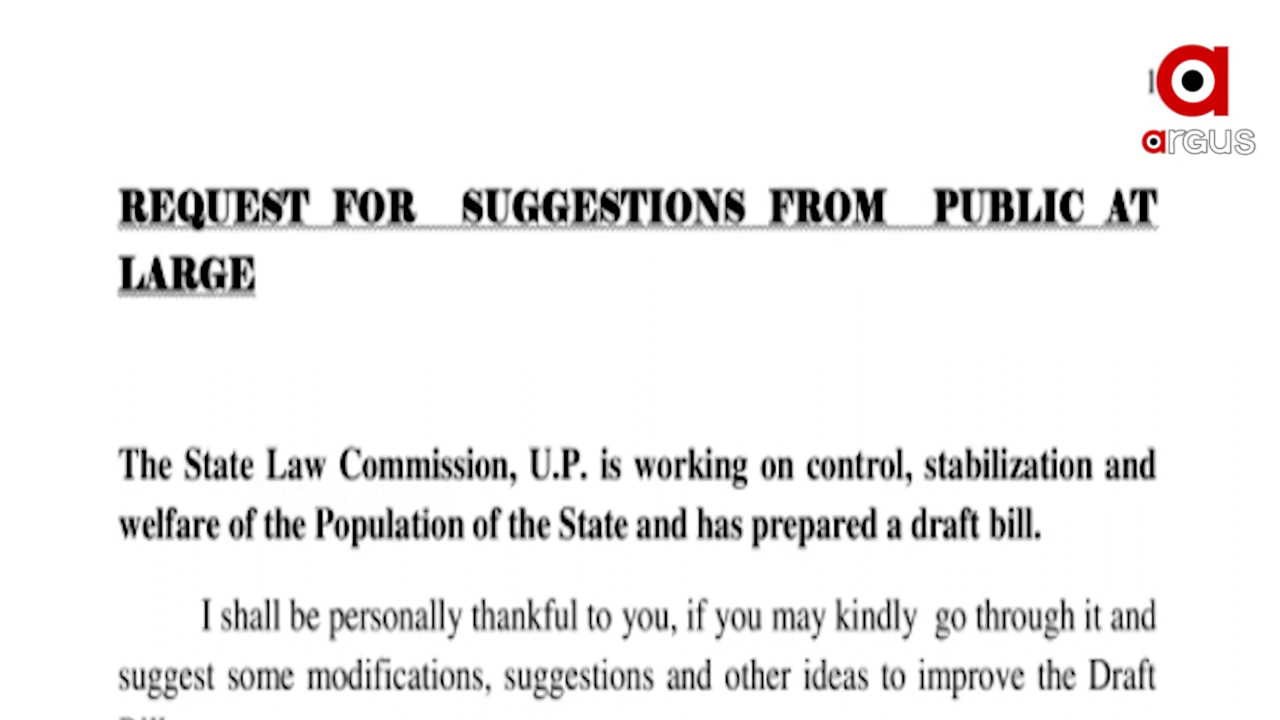 argus
REQUEST FOR SUGGESTIONS FROM PUBLIC AT
LARGE
The State Law Commission, U.P. is working on control, stabilization and
welfare of the Population of the State and has prepared a draft bill.
I shall be personally thankful to you, if you may kindly go through it and
suggest some modifications, suggestions and other ideas to improve the Draft